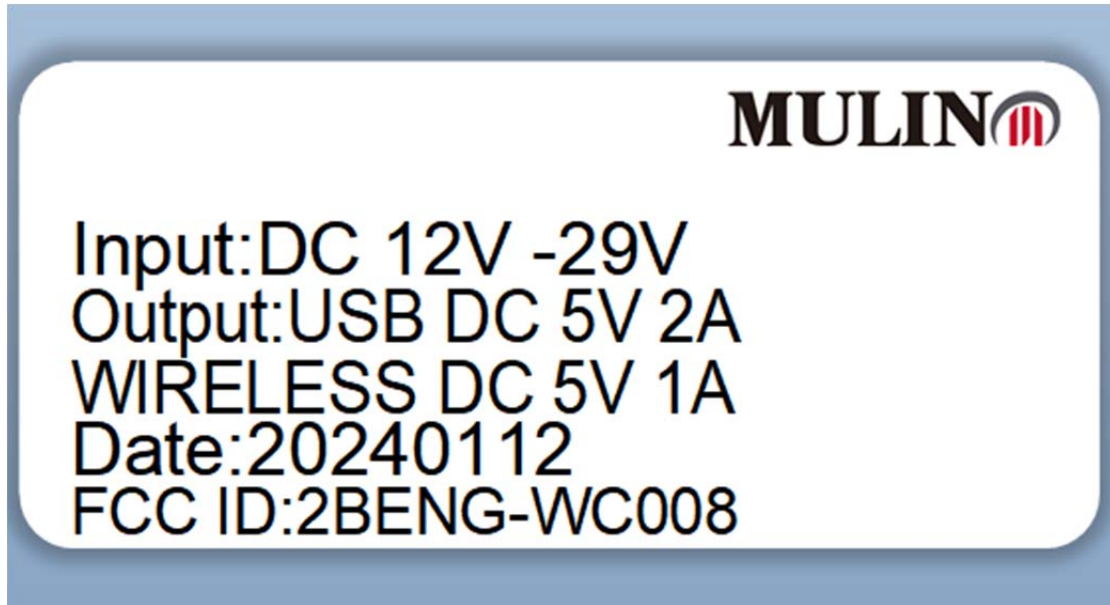 MULIN
Input:DC 12V -29V
Output:USB DC 5V 2A
WIRELESS DC 5V 1A
Date:20240112
FCC ID:2BENG-WC008